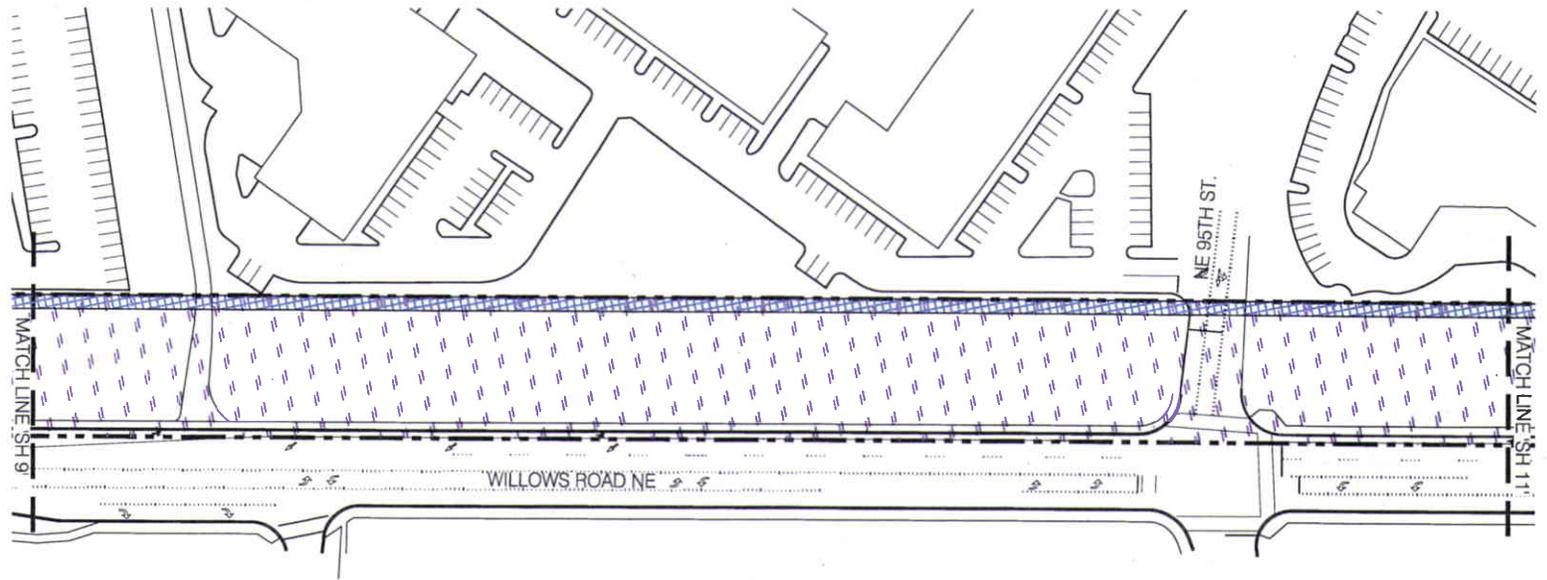 NE 95TH ST.
MATCH LINE 'SH 9'
MATCH LINE 'SH 11'
WILLOWS ROAD NE